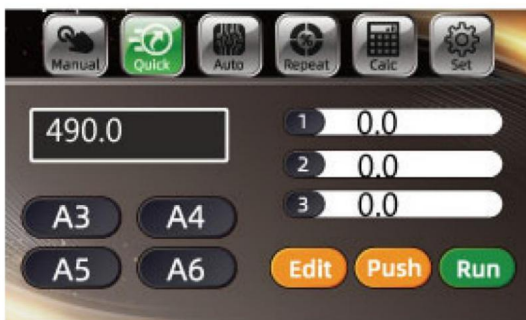 Manual Quick Auto Repeat Calc Set
490.0
1 0.0
2 0.0
3 0.0
A3 A4
A5 A6
Edit Push Run